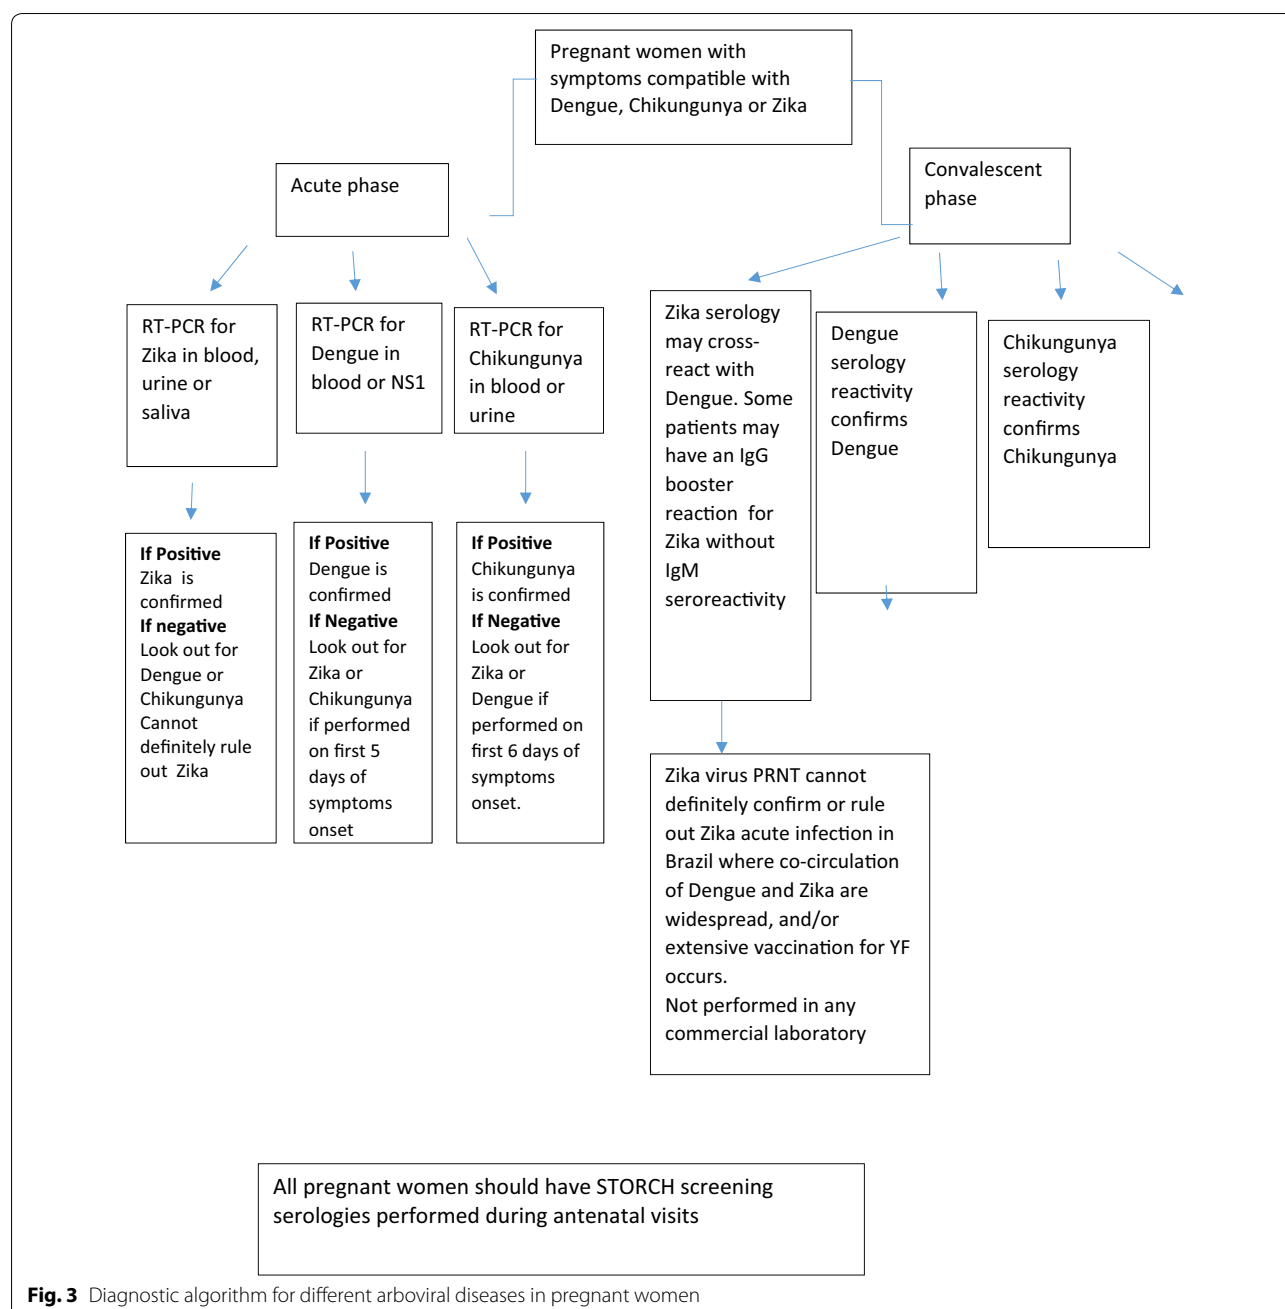 Pregnant women with
symptoms compatible with
Dengue, Chikungunya or Zika
Acute phase
Convalescent
phase
RT-PCR for
Zika in blood,
urine or
saliva
RT-PCR for
Dengue in
blood or NS1
RT-PCR for
Chikungunya
in blood or
urine
Zika serology
may cross-
react with
Dengue. Some
patients may
have an IgG
booster
reaction for
Zika without
IgM
seroreactivity
Dengue
serology
reactivity
confirms
Dengue
Chikungunya
serology
reactivity
confirms
Chikungunya
If Positive
Zika is
confirmed
If negative
Look out for
Dengue or
Chikungunya
Cannot
definitely rule
out Zika
If Positive
Dengue is
confirmed
If Negative
Look out for
Zika or
Chikungunya
if performed
on first 5
days of
symptoms
onset
If Positive
Chikungunya
is confirmed
If Negative
Look out for
Zika or
Dengue if
performed on
first 6 days of
symptoms
onset.
Zika virus PRNT cannot
definitely confirm or rule
out Zika acute infection in
Brazil where co-circulation
of Dengue and Zika are
widespread, and/or
extensive vaccination for YF
occurs.
Not performed in any
commercial laboratory
All pregnant women should have STORCH screening
serologies performed during antenatal visits
Fig. 3 Diagnostic algorithm for different arboviral diseases in pregnant women